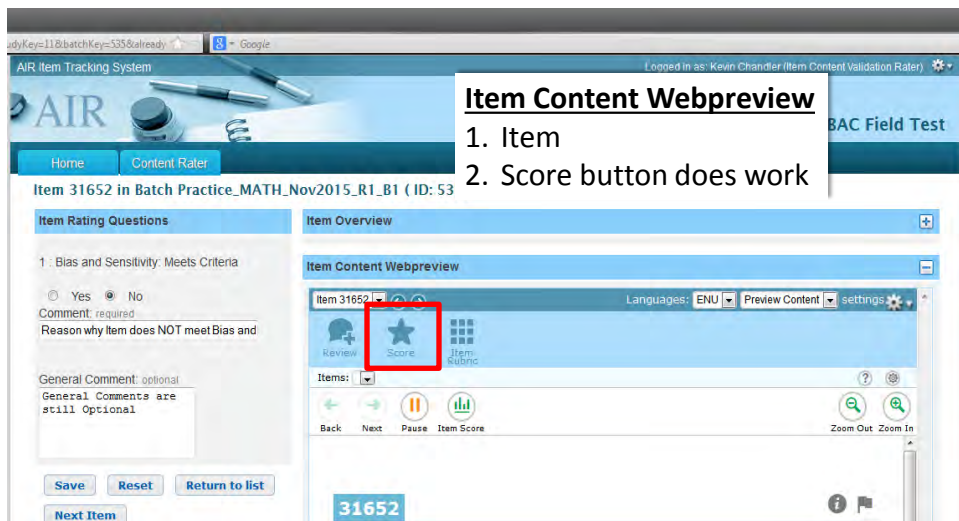 udyKey=11&batchKey=535&already
8 - Google
AIR Item Tracking System
Logged in as: Kevin Chandler (Item Content Validation Rater)
AIR
BAC Field Test
Item Content Webpreview
1. Item
2. Score button does work
Home
Content Rater
Item 31652 in Batch Practice_MATH_Nov2015_R1_B1 ( ID: 53
Item Rating Questions
1 : Bias and Sensitivity: Meets Criteria
Yes No
Comment: required
Reason why Item does NOT meet Bias and
General Comment: optional
General Comments are
still Optional
Save Reset Return to list
Next Item
Item Overview
Item Content Webpreview
Item 31652
Languages: ENU Preview Content settings
Review Score Item
Rubric
Items:
Back Next Pause Item Score
Zoom Out Zoom In
31652